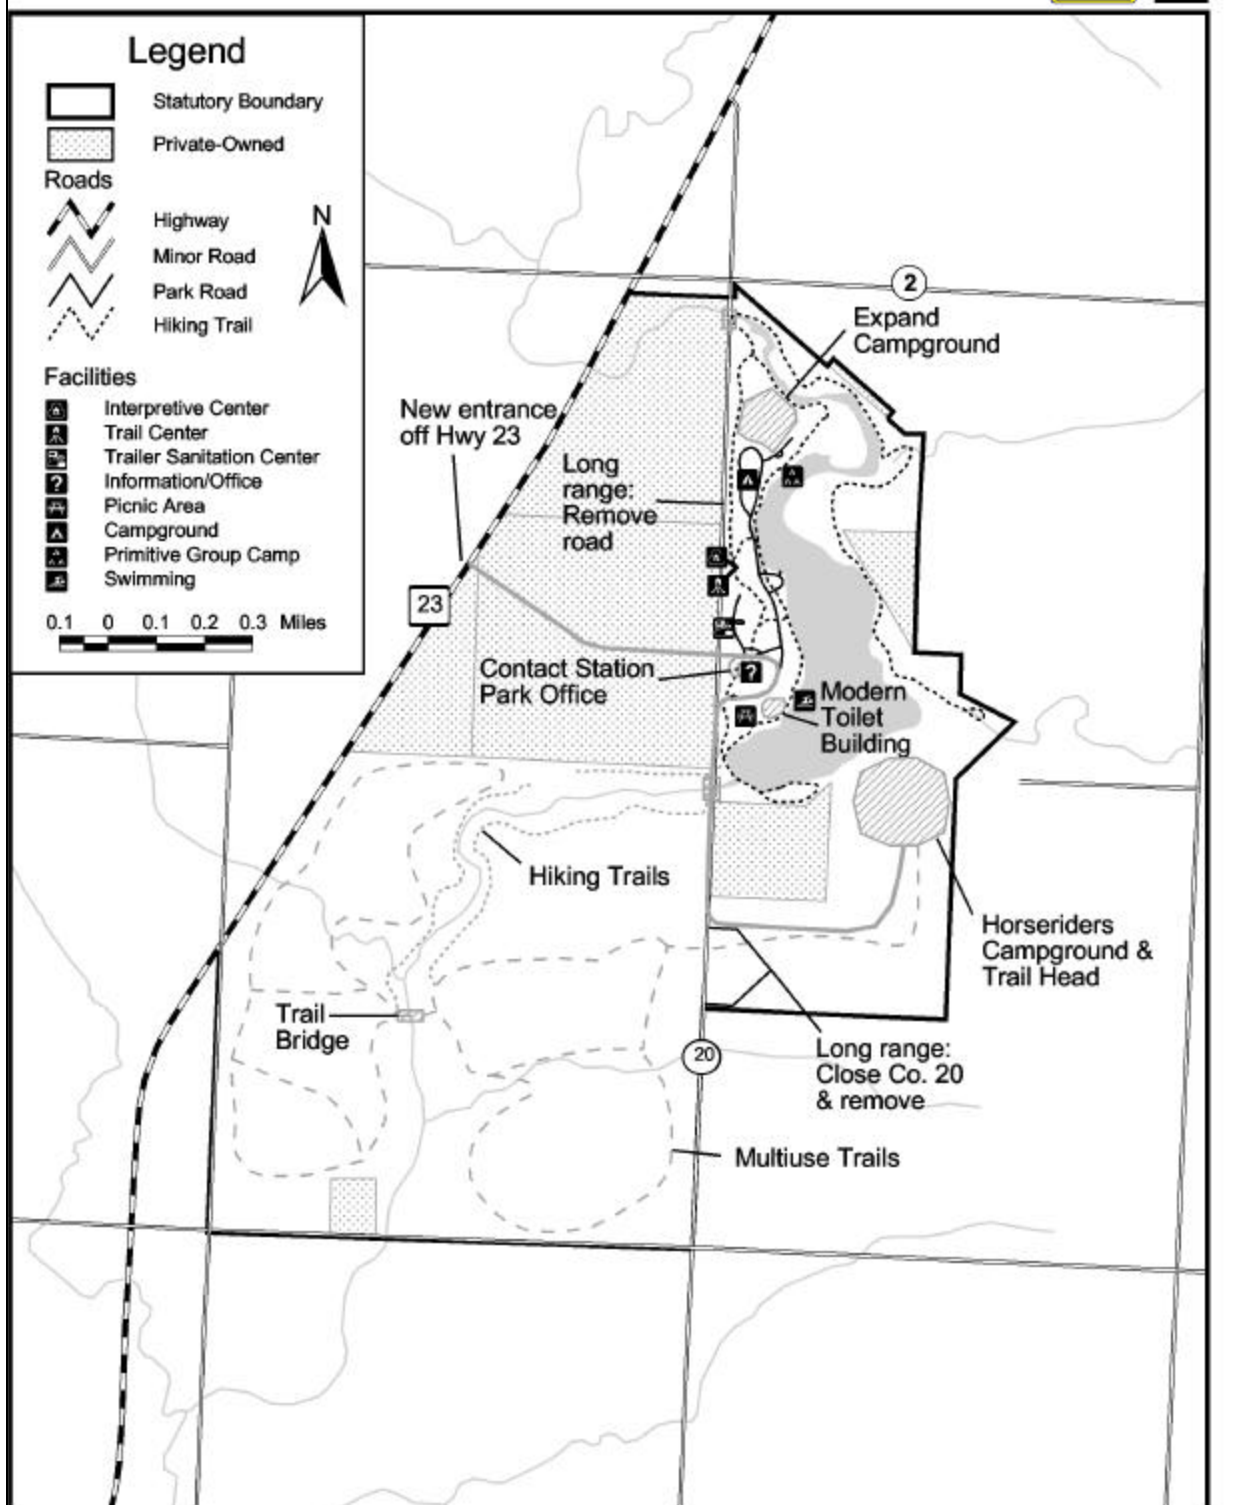 Legend
Statutory Boundary
Private-Owned
Roads
Highway
Minor Road
Park Road
Hiking Trail
N
Facilities
Interpretive Center
Trail Center
Trailer Sanitation Center
?
Information/Office
Picnic Area
Campground
Primitive Group Camp
Swimming
0.1 0 0.1 0.2 0.3 Miles
2
Expand
Campground
New entrance
off Hwy 23
Long
range:
Remove
road
23
Contact Station
Park Office
?
Modern
Toilet
Building
Hiking Trails
Horseriders
Campground &
Trail Head
Trail
Bridge
20
Long range:
Close Co. 20
& remove
Multiuse Trails